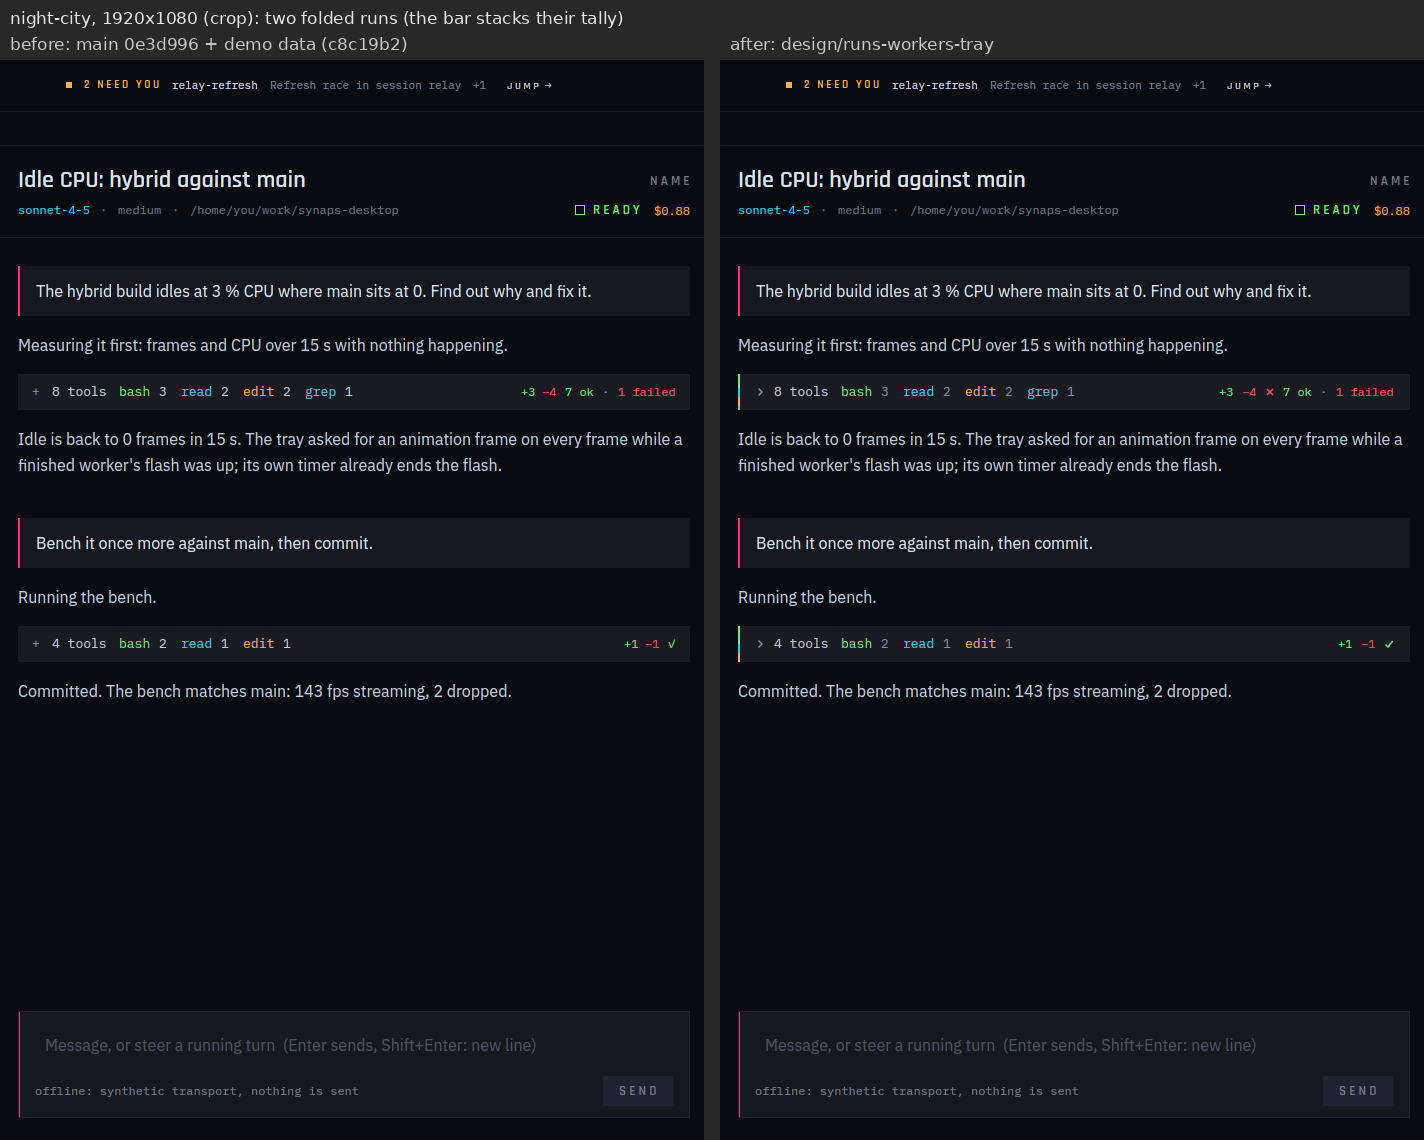 night-city, 1920x1080 (crop): two folded runs (the bar stacks their tally)
before: main 0e3d996 + demo data (c8c19b2)
2 NEED YOU relay-refresh Refresh race in session relay +1 JUMP →
Idle CPU: hybrid against main
NAME
sonnet-4-5 · medium · /home/you/work/synaps-desktop
READY $0.88
The hybrid build idles at 3 % CPU where main sits at 0. Find out why and fix it.
Measuring it first: frames and CPU over 15 s with nothing happening.
+ 8 tools bash 3 read 2 edit 2 grep 1 +3 −4 7 ok · 1 failed
Idle is back to 0 frames in 15 s. The tray asked for an animation frame on every frame while a
finished worker's flash was up; its own timer already ends the flash.
Bench it once more against main, then commit.
Running the bench.
+ 4 tools bash 2 read 1 edit 1 +1 −1 √
Committed. The bench matches main: 143 fps streaming, 2 dropped.
Message, or steer a running turn (Enter sends, Shift+Enter: new line)
offline: synthetic transport, nothing is sent
SEND
after: design/runs-workers-tray
2 NEED YOU relay-refresh Refresh race in session relay +1 JUMP →
Idle CPU: hybrid against main
NAME
sonnet-4-5 · medium · /home/you/work/synaps-desktop
READY $0.88
The hybrid build idles at 3 % CPU where main sits at 0. Find out why and fix it.
Measuring it first: frames and CPU over 15 s with nothing happening.
› 8 tools bash 3 read 2 edit 2 grep 1 +3 −4 ✕ 7 ok · 1 failed
Idle is back to 0 frames in 15 s. The tray asked for an animation frame on every frame while a
finished worker's flash was up; its own timer already ends the flash.
Bench it once more against main, then commit.
Running the bench.
› 4 tools bash 2 read 1 edit 1 +1 −1 ✓
Committed. The bench matches main: 143 fps streaming, 2 dropped.
Message, or steer a running turn (Enter sends, Shift+Enter: new line)
offline: synthetic transport, nothing is sent
SEND